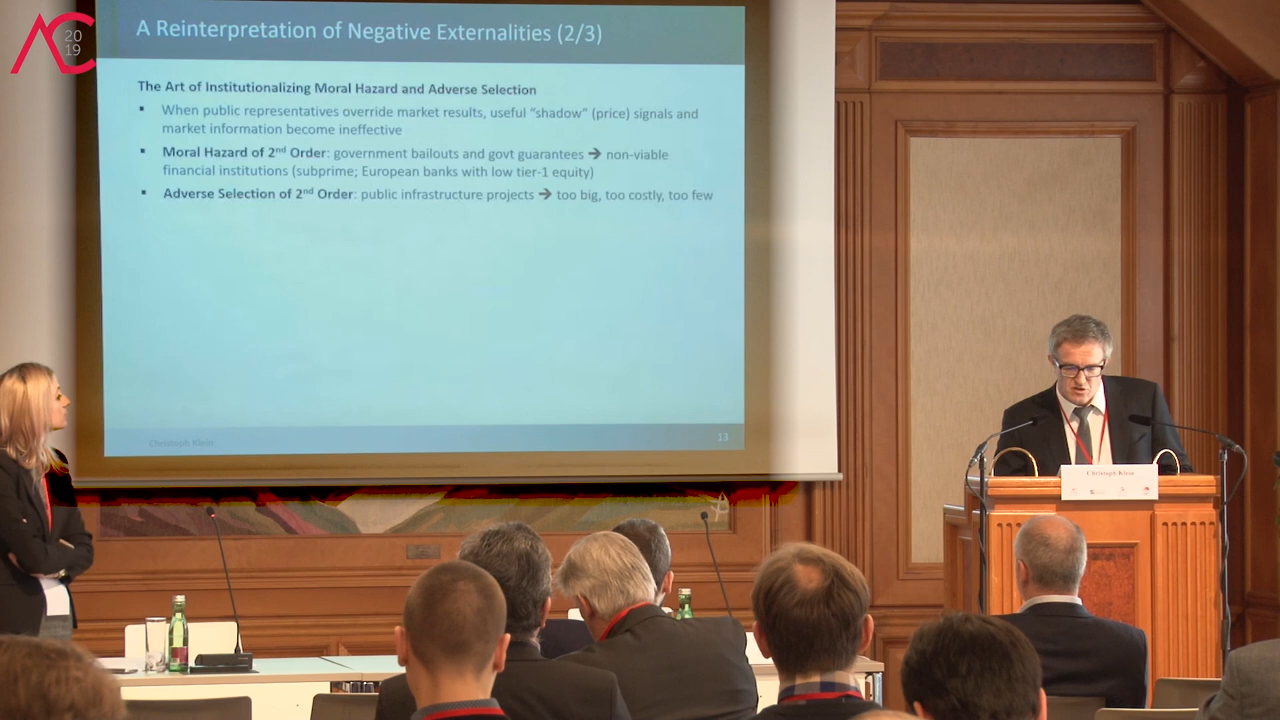 AC
20
19
A Reinterpretation of Negative Externalities (2/3)
The Art of Institutionalizing Moral Hazard and Adverse Selection
▪ When public representatives override market results, useful “shadow” (price) signals and
market information become ineffective
▪ Moral Hazard of 2nd Order: government bailouts and govt guarantees ➔ non-viable
financial institutions (subprime; European banks with low tier-1 equity)
▪ Adverse Selection of 2nd Order: public infrastructure projects ➔ too big, too costly, too few
Christoph Klein
13
Christoph Klein